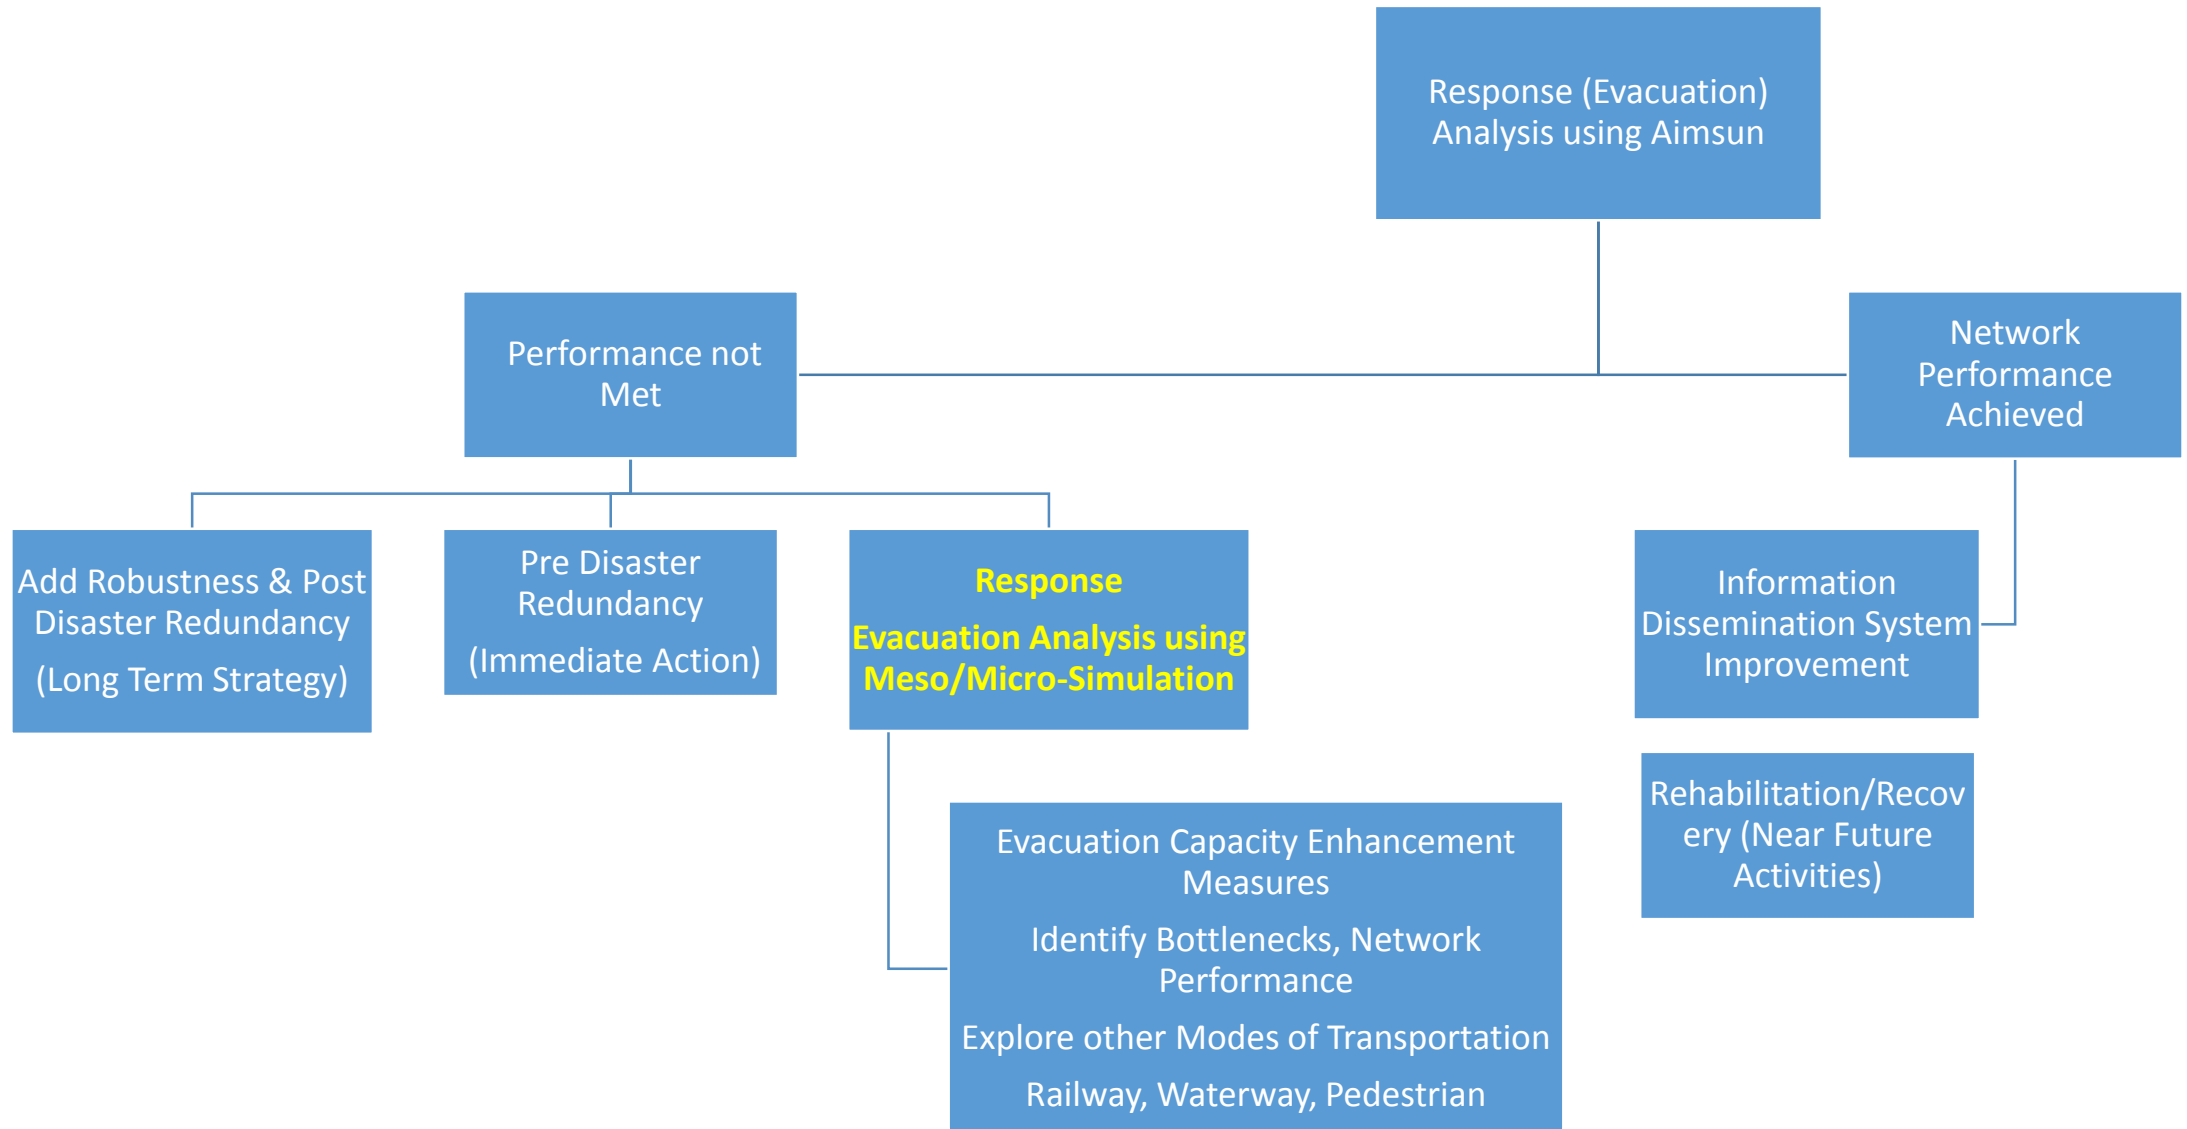 Response (Evacuation)
Analysis using Aimsun
Performance not
Met
Network
Performance
Achieved
Add Robustness & Post
Disaster Redundancy
(Long Term Strategy)
Pre Disaster
Redundancy
(Immediate Action)
Response
Evacuation Analysis using
Meso/Micro-Simulation
Information
Dissemination System
Improvement
Rehabilitation/Recov
ery (Near Future
Activities)
Evacuation Capacity Enhancement
Measures
Identify Bottlenecks, Network
Performance
Explore other Modes of Transportation
Railway, Waterway, Pedestrian